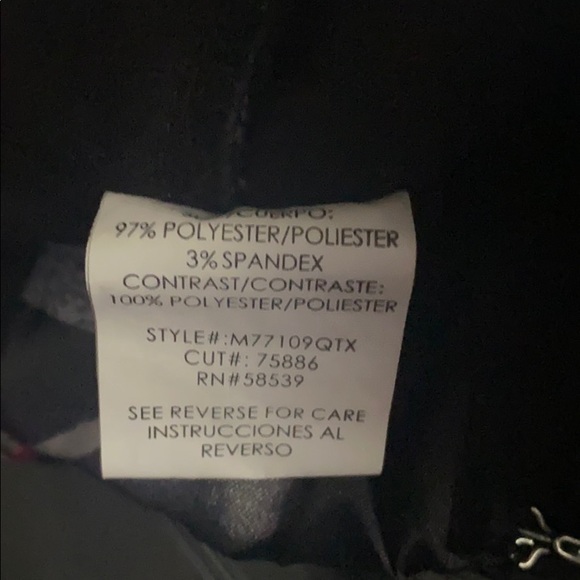 CUERPO:
97% POLYESTER/POLIESTER
3% SPANDEX
CONTRAST/CONTRASTE:
100% POLYESTER/POLIESTER
STYLE#:M77109QTX
CUT#: 75886
RN#58539
SEE REVERSE FOR CARE
INSTRUCCIONES AL
REVERSO